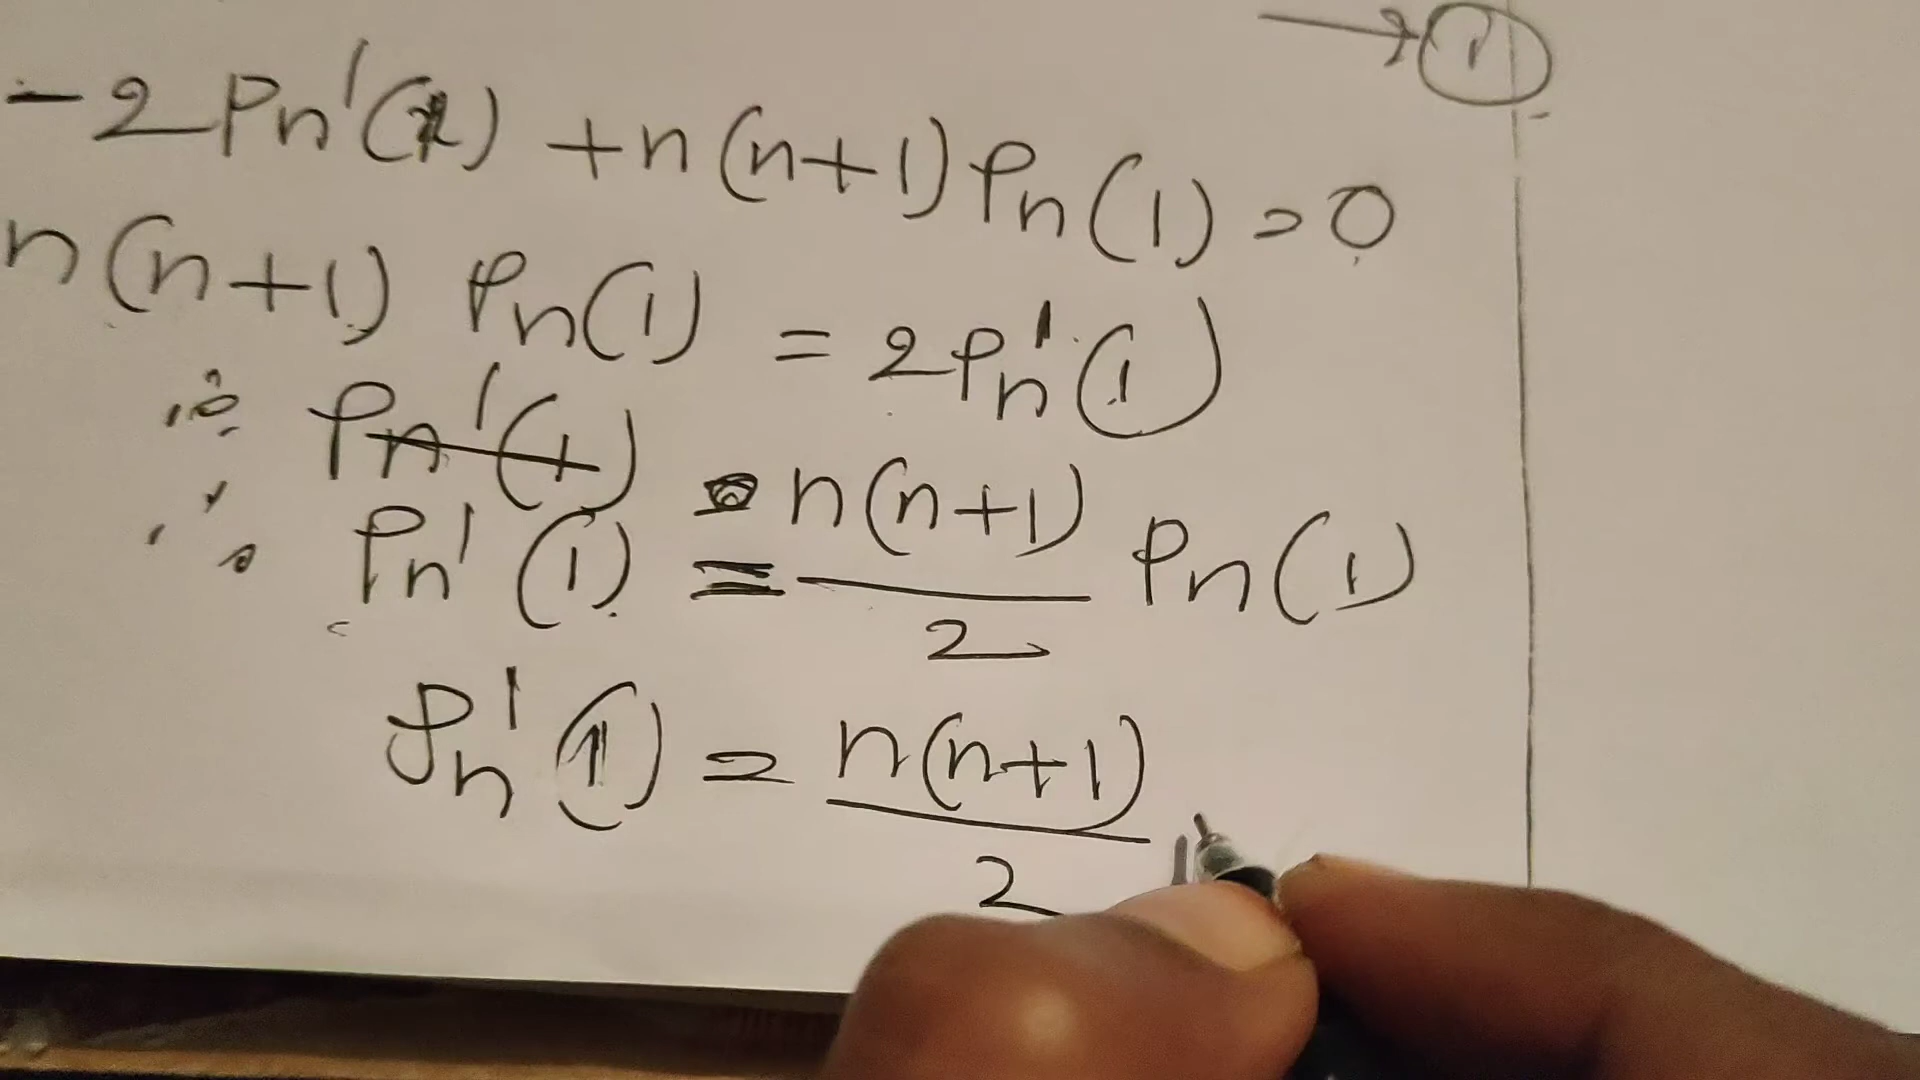 → ①
-2Pn'(1) + n(n+1)Pn(1) = 0
n(n+1) Pn(1) = 2Pn'(1)
∴ Pn'(1)
∴ Pn'(1) = n(n+1)/2 Pn(1)
Pn'(1) = n(n+1)/2